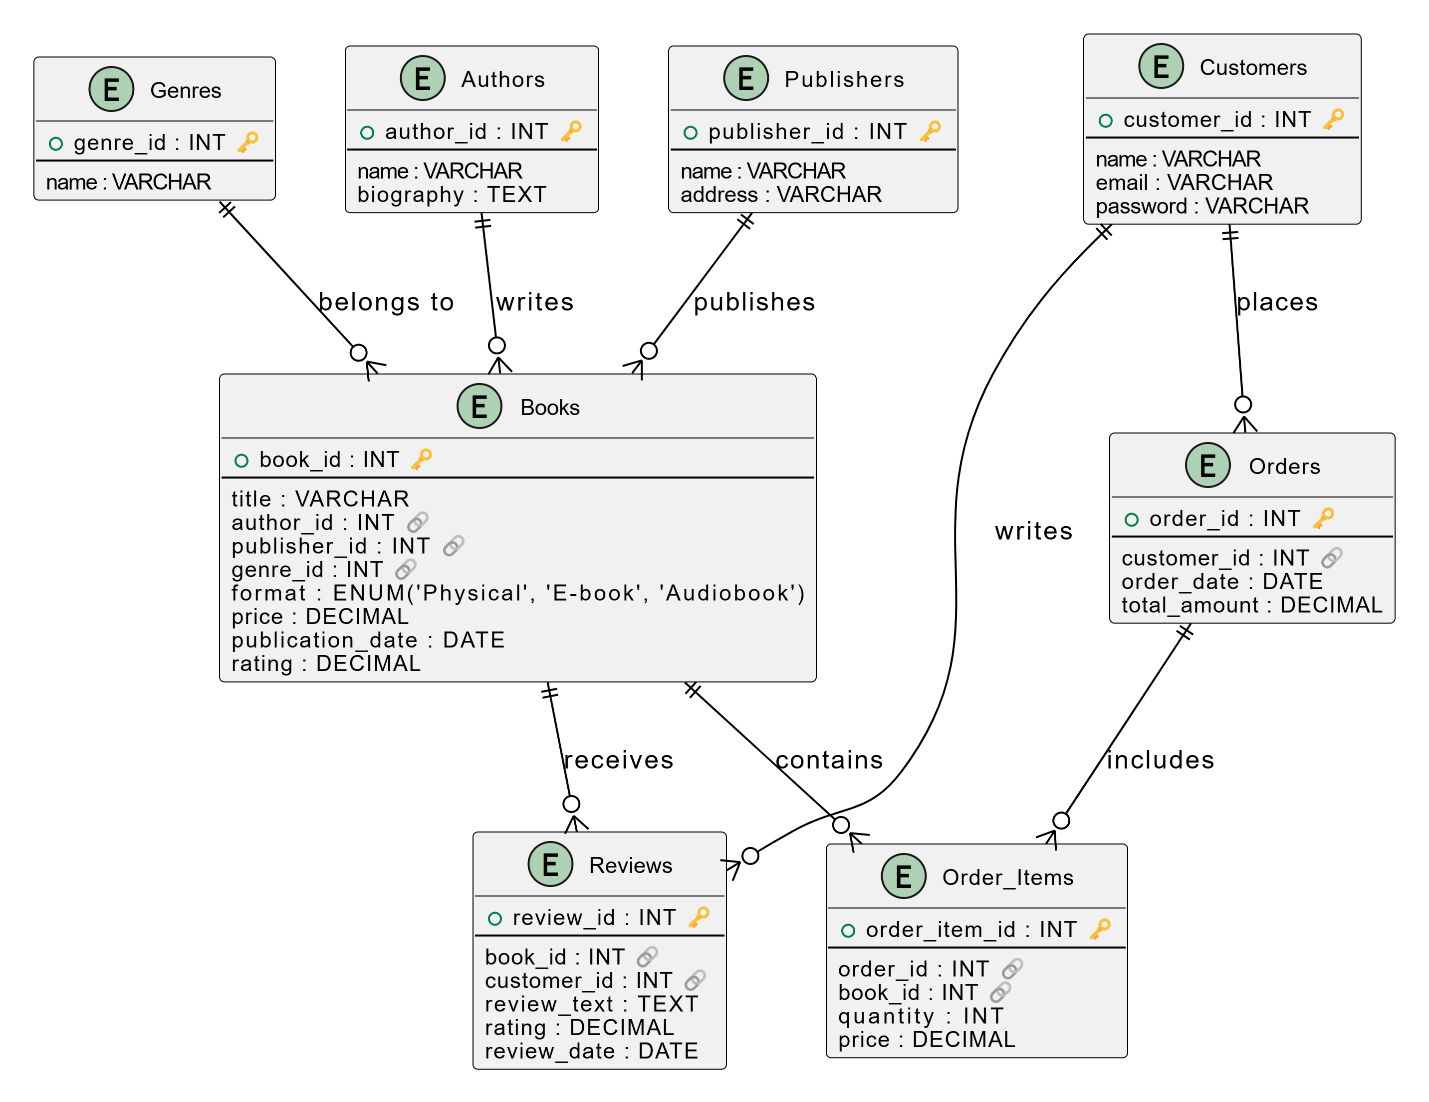 E Genres
genre_id : INT 🔑
name : VARCHAR
E Authors
author_id : INT 🔑
name : VARCHAR
biography : TEXT
E Publishers
publisher_id : INT 🔑
name : VARCHAR
address : VARCHAR
E Customers
customer_id : INT 🔑
name : VARCHAR
email : VARCHAR
password : VARCHAR
belongs to
writes
publishes
places
E Books
book_id : INT 🔑
title : VARCHAR
author_id : INT 🔗
publisher_id : INT 🔗
genre_id : INT 🔗
format : ENUM('Physical', 'E-book', 'Audiobook')
price : DECIMAL
publication_date : DATE
rating : DECIMAL
writes
E Orders
order_id : INT 🔑
customer_id : INT 🔗
order_date : DATE
total_amount : DECIMAL
receives
contains
includes
E Reviews
review_id : INT 🔑
book_id : INT 🔗
customer_id : INT 🔗
review_text : TEXT
rating : DECIMAL
review_date : DATE
E Order_Items
order_item_id : INT 🔑
order_id : INT 🔗
book_id : INT 🔗
quantity : INT
price : DECIMAL